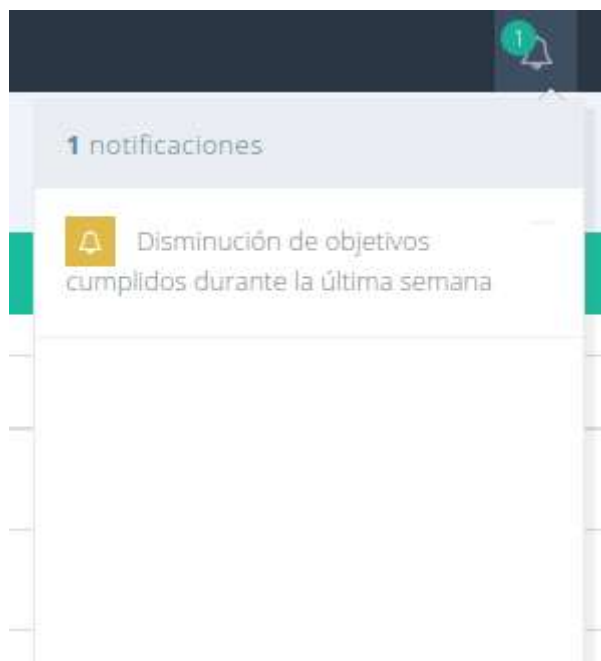 1
1 notificaciones
Disminución de objetivos
cumplidos durante la última semana